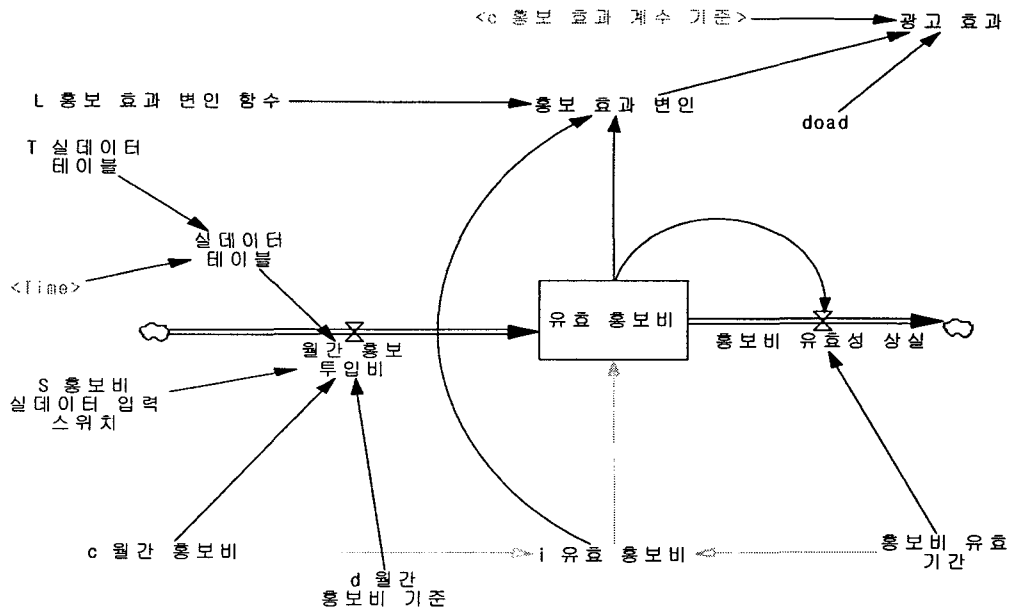 <c 홍보 효과 계수 기준>
광고 효과
L 홍보 효과 변인 함수
홍보 효과 변인
doad
T 실데이터
테이블
실데이터
테이블
<Time>
유효 홍보비
월간 홍보
투입비
홍보비 유효성 상실
S 홍보비
실데이터 입력
스위치
c 월간 홍보비
i 유효 홍보비
홍보비 유효
기간
d 월간
홍보비 기준